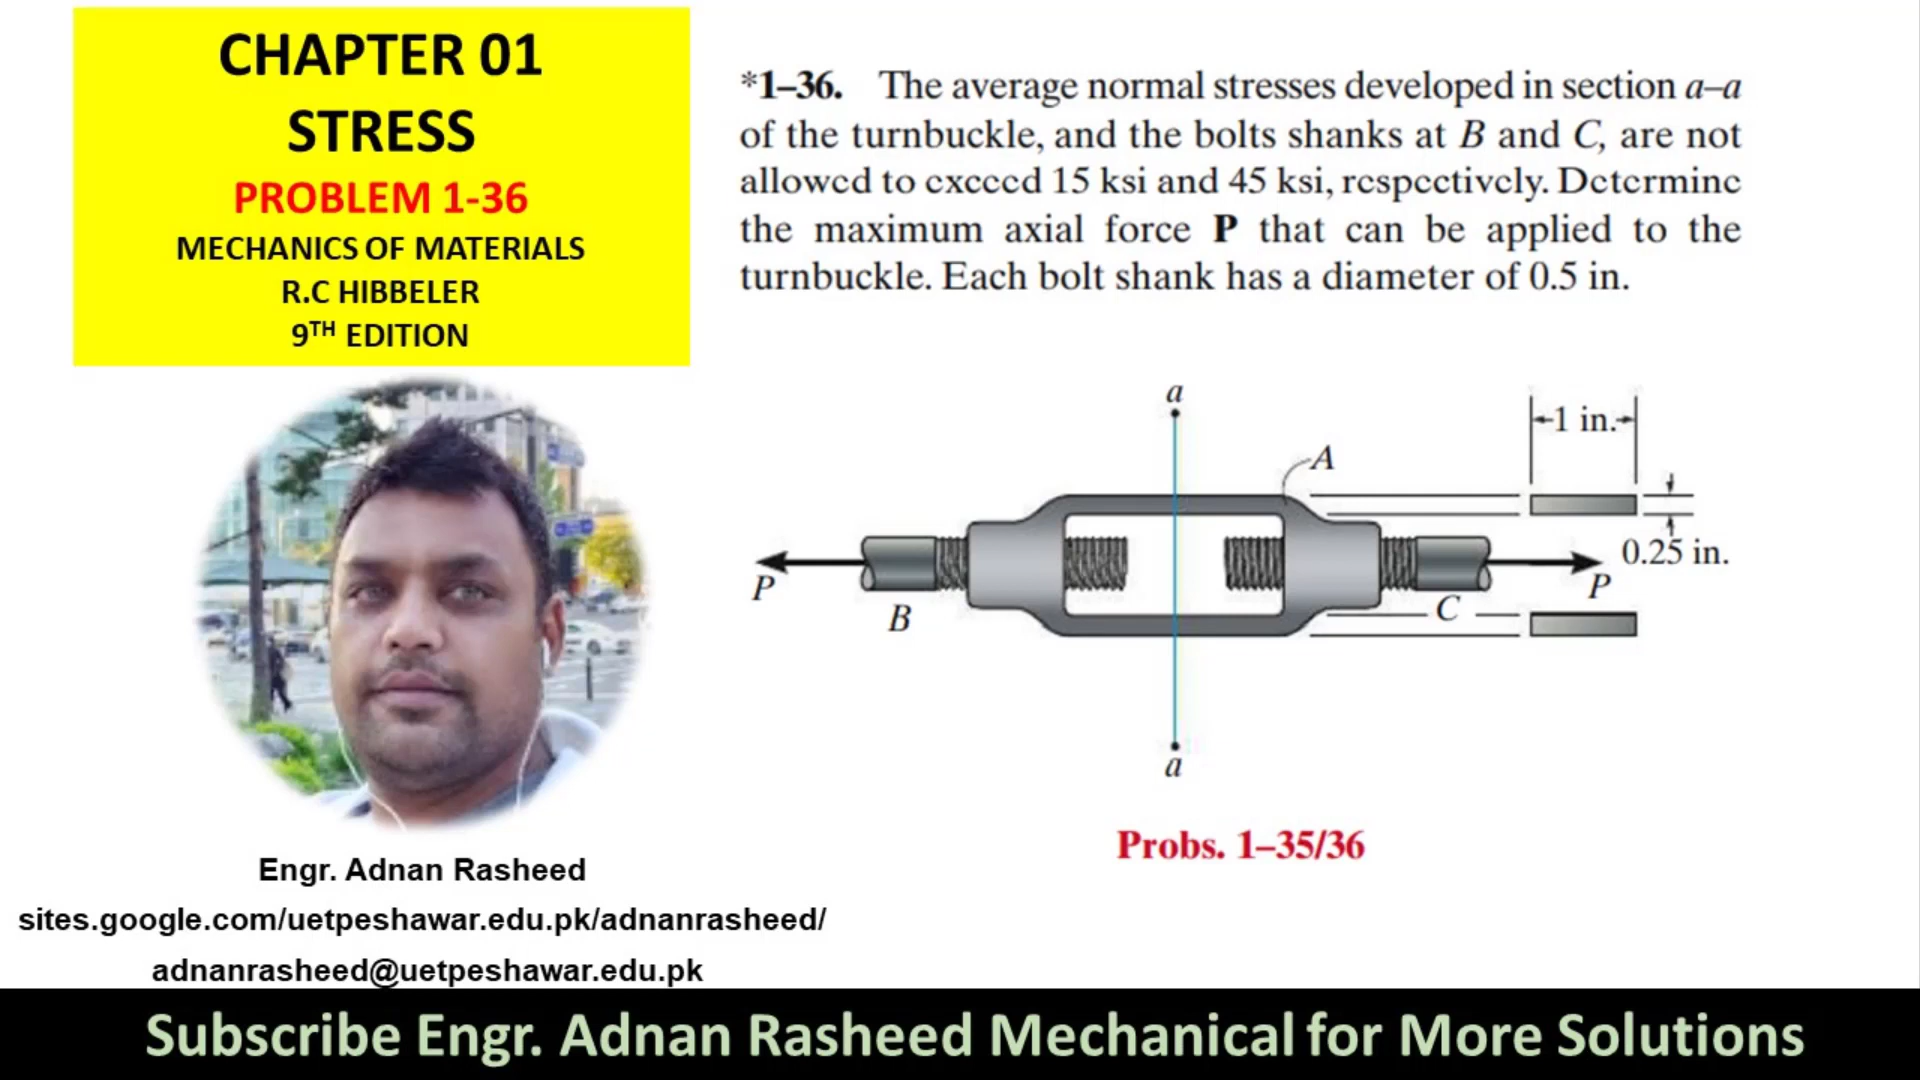 CHAPTER 01
STRESS
PROBLEM 1-36
MECHANICS OF MATERIALS
R.C HIBBELER
9TH EDITION
*1–36. The average normal stresses developed in section a–a
of the turnbuckle, and the bolts shanks at B and C, are not
allowed to exceed 15 ksi and 45 ksi, respectively. Determine
the maximum axial force P that can be applied to the
turnbuckle. Each bolt shank has a diameter of 0.5 in.
a
1 in.
A
0.25 in.
P
P
B
C
a
Probs. 1–35/36
Engr. Adnan Rasheed
sites.google.com/uetpeshawar.edu.pk/adnanrasheed/
adnanrasheed@uetpeshawar.edu.pk
Subscribe Engr. Adnan Rasheed Mechanical for More Solutions